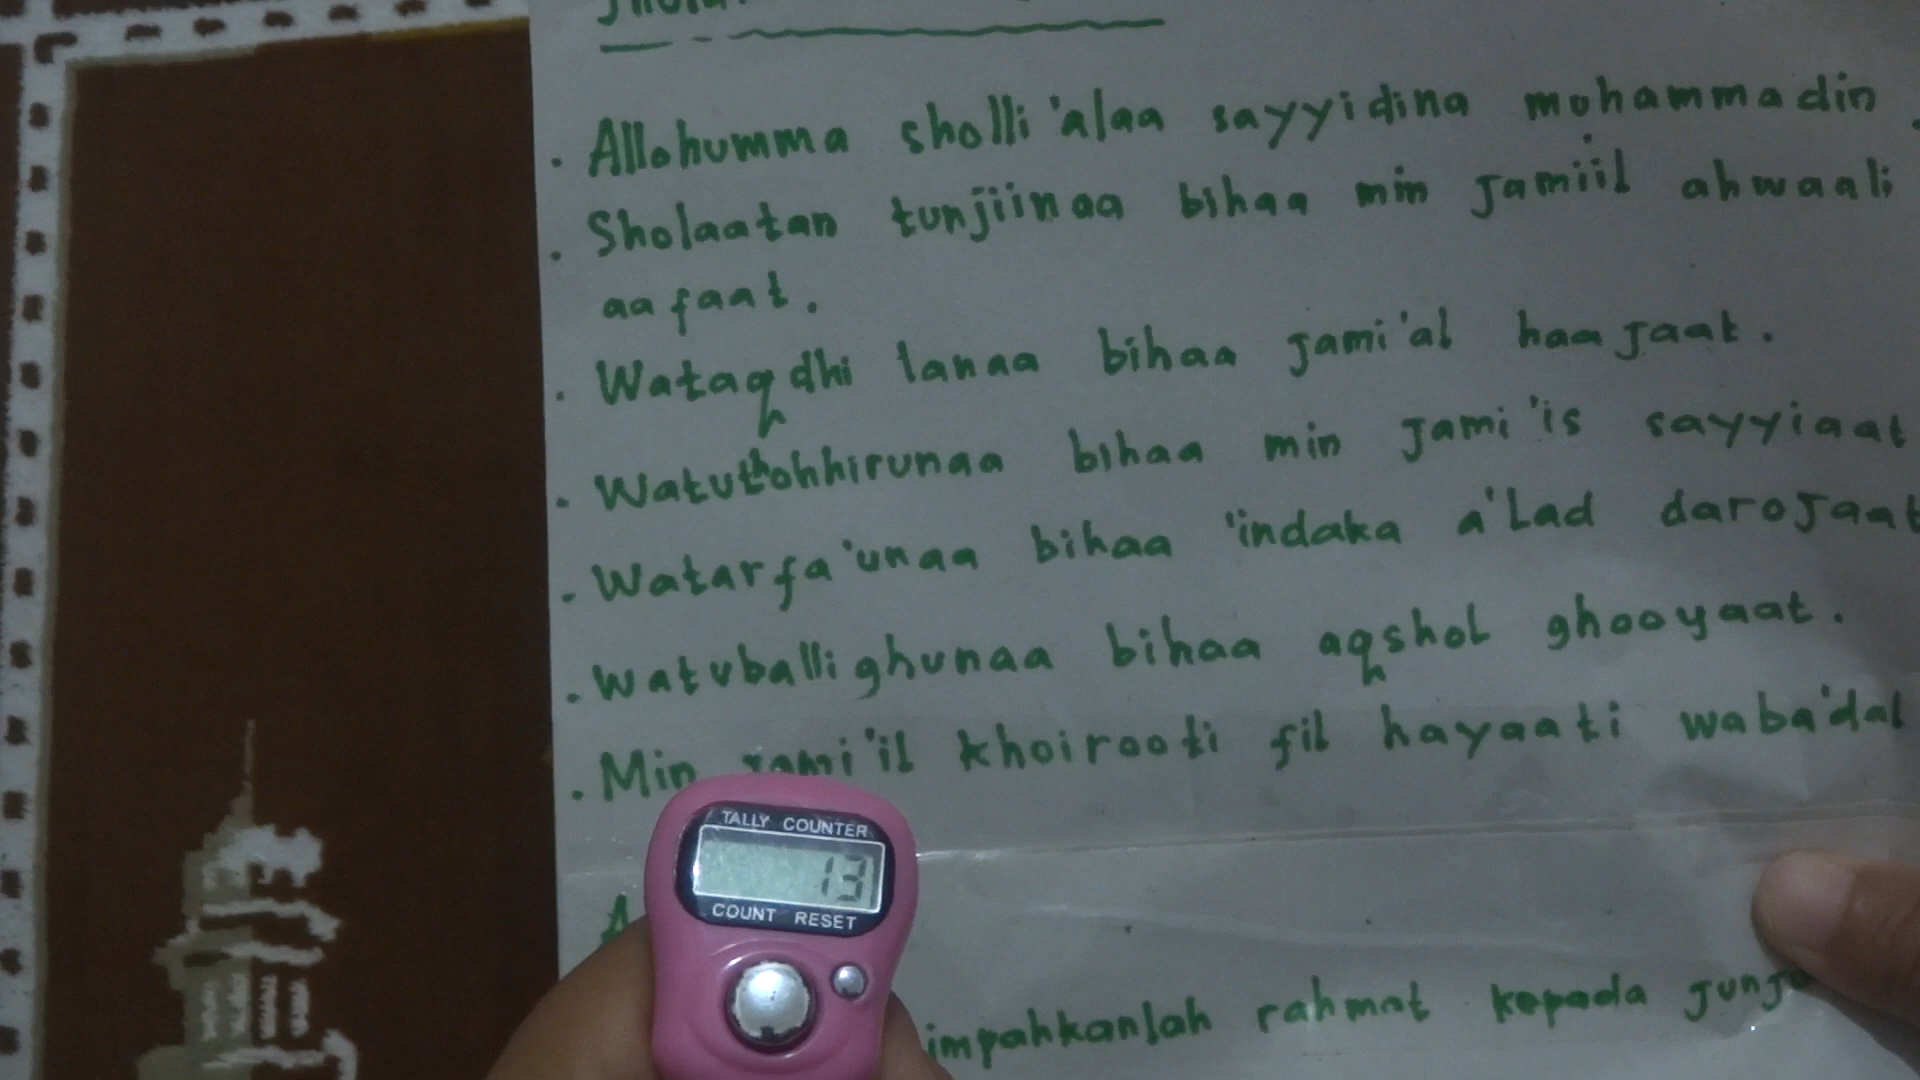 . Allohumma sholli 'alaa sayyidina mohammadin .
. Sholaatan tunjiinaa bihaa min jamiil ahwaali
aafaat.
. Wataqdhi lanaa bihaa jami'al haajaat.
. Watuthohhirunaa bihaa min jami'is sayyiaat
. Watarfa'unaa bihaa 'indaka a'lad darojaat
. Watuballighunaa bihaa aqshol ghooyaat.
. Min jami'il khoirooti fil hayaati waba'dal
TALLY COUNTER
13
COUNT RESET
impahkanlah rahmat kepada